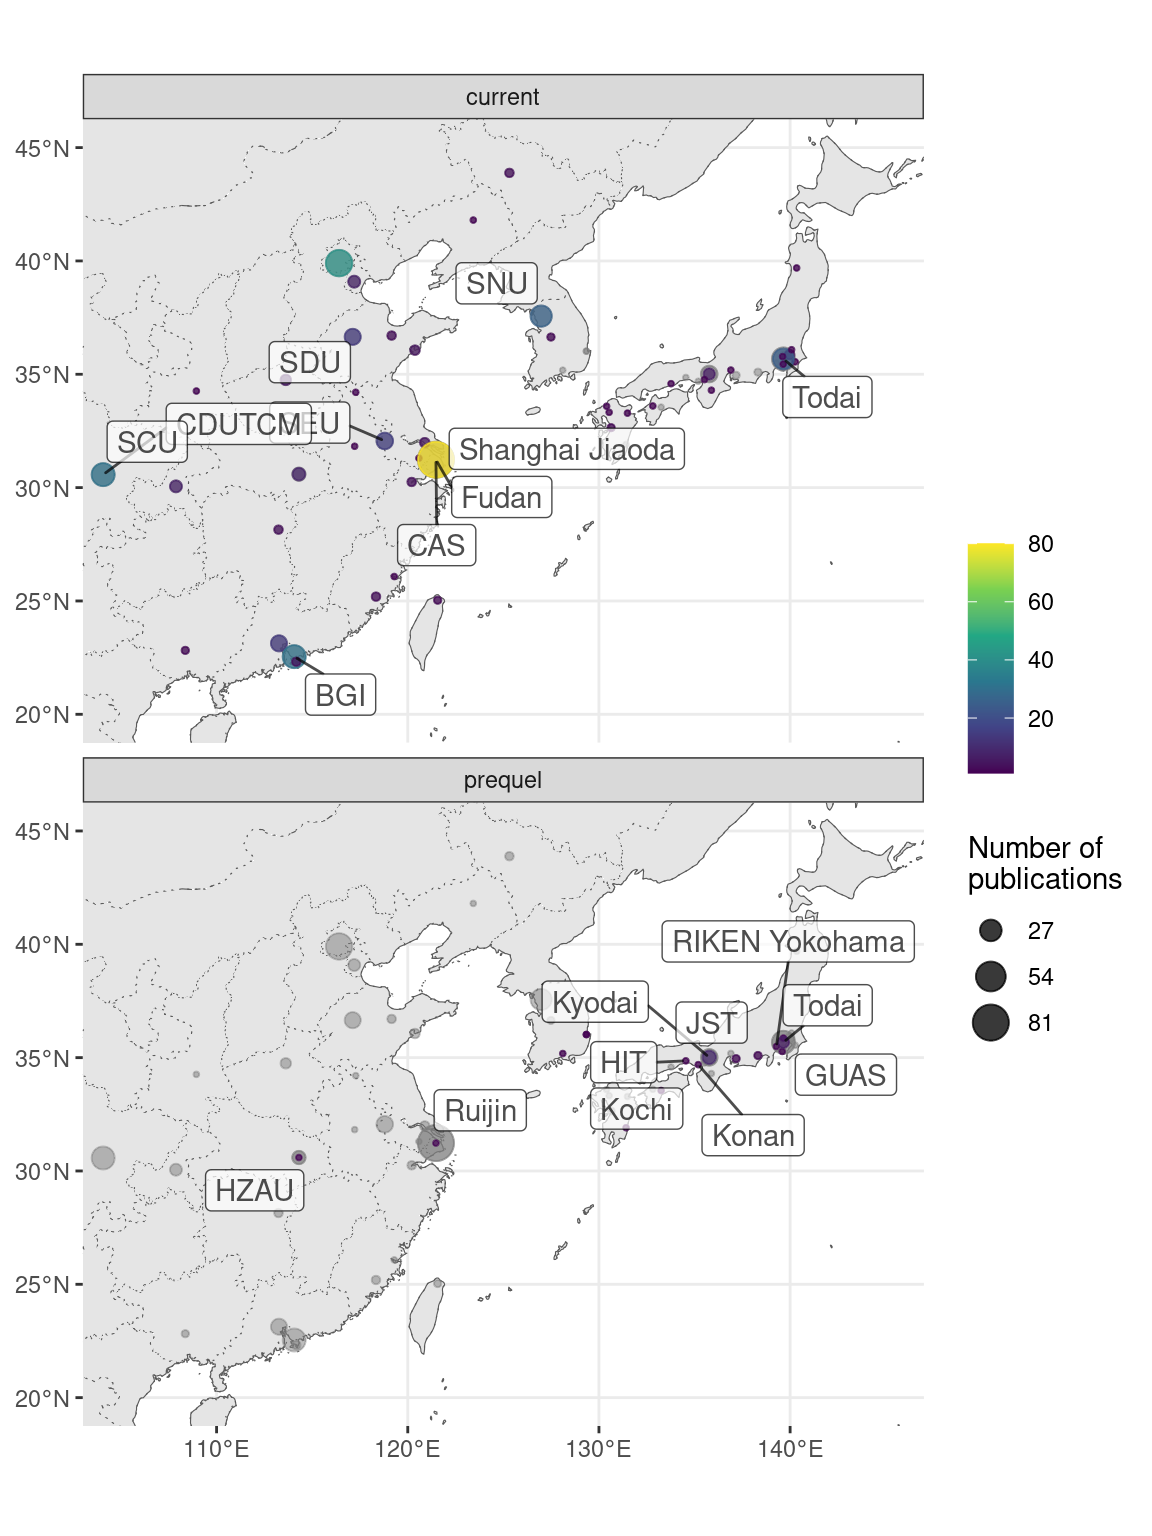 current
45°N
40°N
35°N
30°N
25°N
20°N
SNU
SDU
Todai
CDUTCM
EU
SCU
Shanghai Jiaoda
Fudan
CAS
BGI
80
60
40
20
prequel
45°N
40°N
35°N
30°N
25°N
20°N
RIKEN Yokohama
Kyodai
Todai
JST
HIT
GUAS
Ruijin
Kochi
Konan
HZAU
110°E
120°E
130°E
140°E
Number of
publications
27
54
81